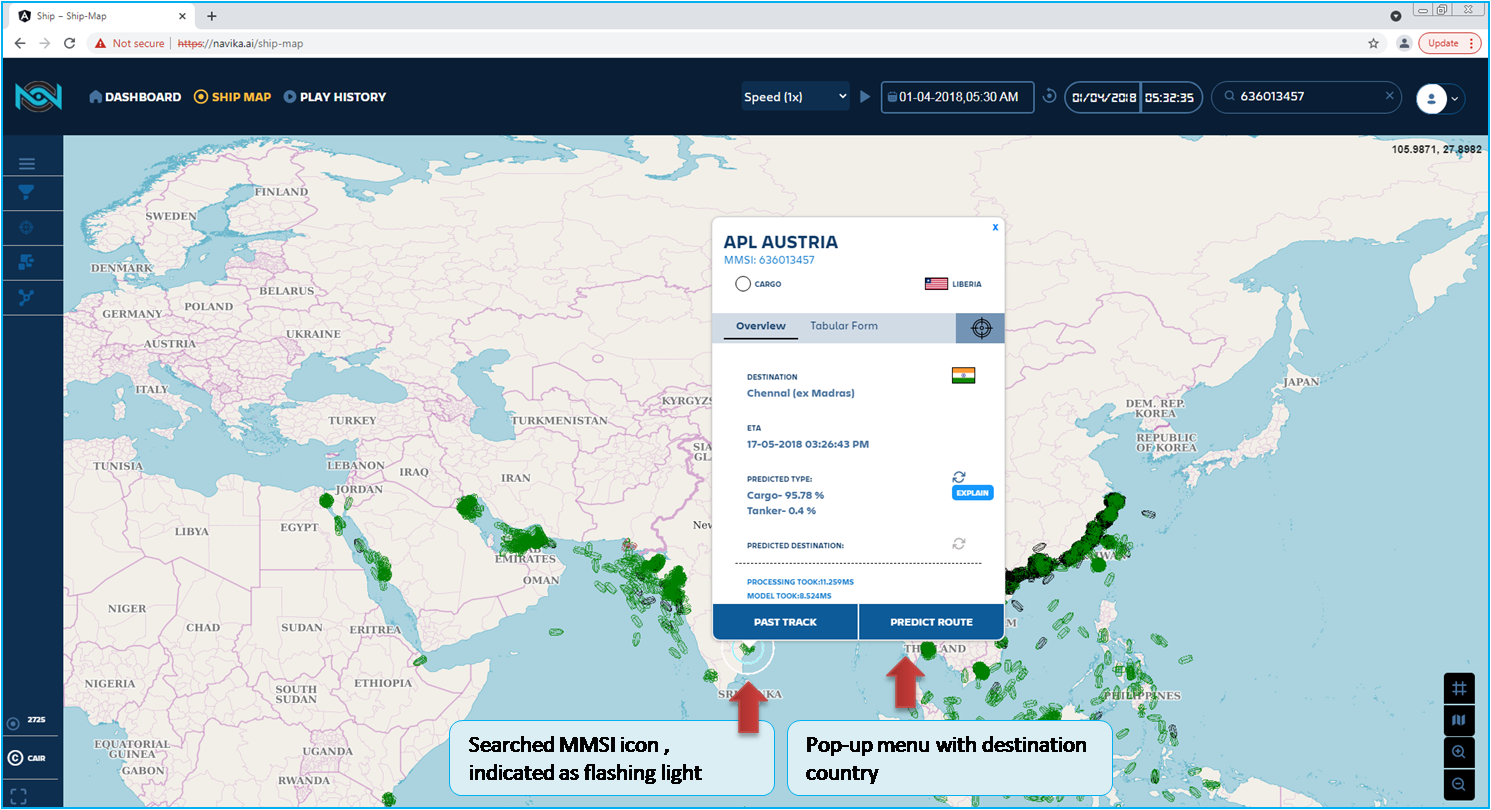 Ship – Ship-Map
Not secure
https://navika.ai/ship-map
Update
DASHBOARD
SHIP MAP
PLAY HISTORY
Speed (1x)
01-04-2018,05:30 AM
01/04/2018
05:32:35
636013457
105.9871, 27.8982
FINLAND
SWEDEN
DENMARK
BELARUS
POLAND
GERMANY
UKRAINE
AUSTRIA
ITALY
JAPAN
KYRGYZS
DEM. REP.
KOREA
TURKEY
TURKMENISTAN
REPUBLIC
OF KOREA
TUNISIA
LEBANON
IRAQ
IRAN
JORDAN
LIBYA
EGYPT
New
EMIRATES
OMAN
NIGER
CHAD
SUDAN
ERITREA
NIGERIA
ETHIOPIA
SOUTH
SUDAN
EQUATORIAL
GUINEA
GABON
UGANDA
RWANDA
SRI LANKA
THAILAND
PHILIPPINES
APL AUSTRIA
MMSI: 636013457
CARGO
LIBERIA
Overview
Tabular Form
DESTINATION
Chennal (ex Madras)
ETA
17-05-2018 03:26:43 PM
PREDICTED TYPE:
EXPLAIN
Cargo- 95.78 %
Tanker- 0.4 %
PREDICTED DESTINATION:
PROCESSING TOOK:11.259MS
MODEL TOOK:8.524MS
PAST TRACK
PREDICT ROUTE
2725
© CAIR
Searched MMSI icon ,
indicated as flashing light
Pop-up menu with destination
country